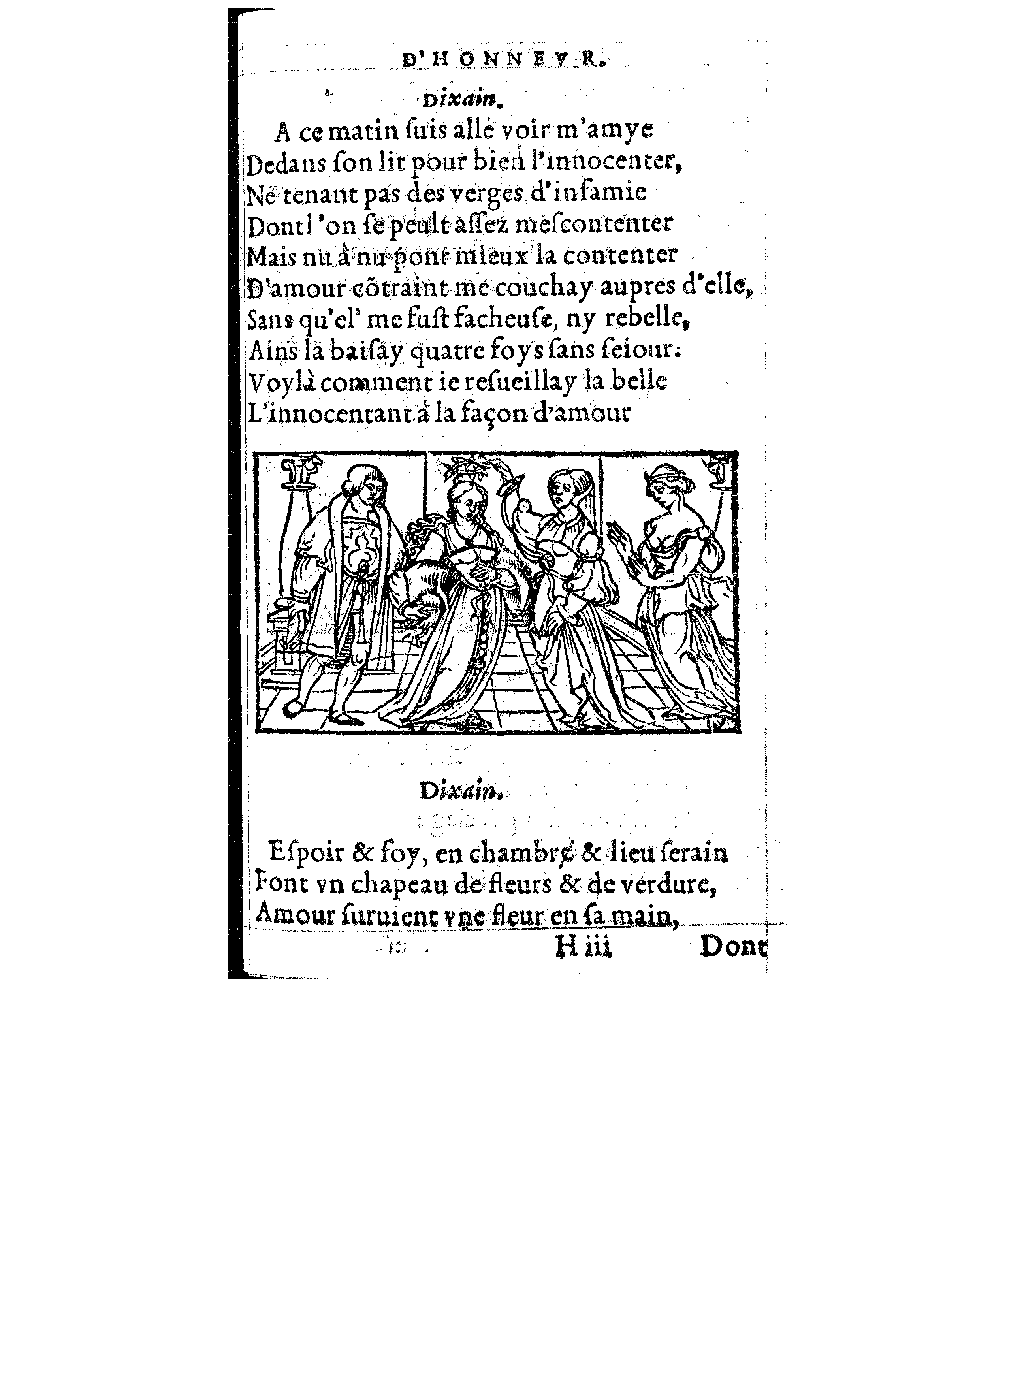 D'HONNEVR.
Dixain.
A ce matin ſuis allé voir m'amye
Dedans ſon lit pour bien l'innocenter,
Ne tenant pas des verges d'infamie
Dont l'on ſe peult aſſez meſcontenter
Mais nu à nu pour mieux la contenter
D'amour cõtraint me couchay aupres d'elle,
Sans qu'el' me fuſt facheuſe, ny rebelle,
Ains la baiſay quatre foys ſans ſeiour:
Voylà comment ie reſueillay la belle
L'innocentant à la façon d'amour
Dixain.
Eſpoir & foy, en chambre & lieu ſerain
Font vn chapeau de fleurs & de verdure,
Amour ſuruient vne fleur en ſa main,
H iii Dont